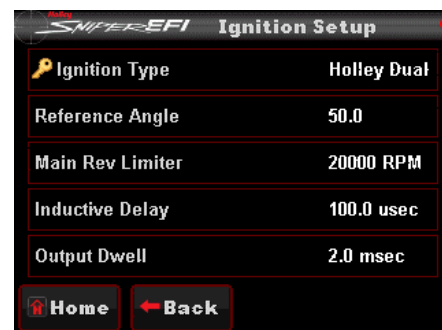 Holley
SNIPER EFI Ignition Setup
Ignition Type Holley Dual
Reference Angle 50.0
Main Rev Limiter 20000 RPM
Inductive Delay 100.0 usec
Output Dwell 2.0 msec
Home Back